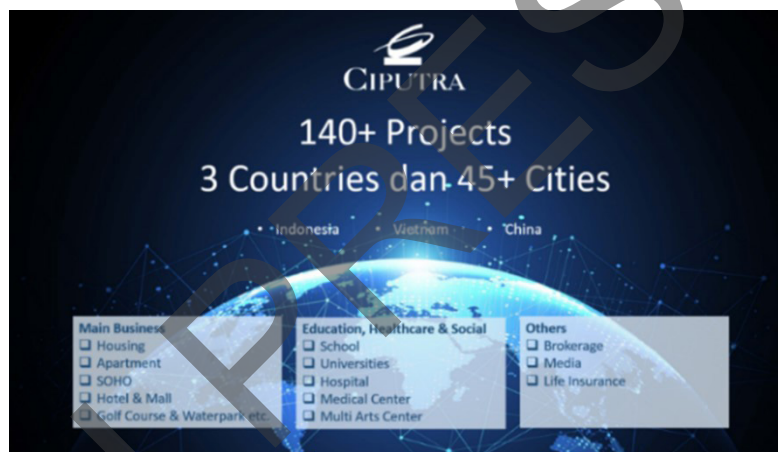 CIPUTRA
140+ Projects
3 Countries dan 45+ Cities
• Indonesia • Vietnam • China
Main Business
❑ Housing
❑ Apartment
❑ SOHO
❑ Hotel & Mall
❑ Golf Course & Waterpark etc.
Education, Healthcare & Social
❑ School
❑ Universities
❑ Hospital
❑ Medical Center
❑ Multi Arts Center
Others
❑ Brokerage
❑ Media
❑ Life Insurance